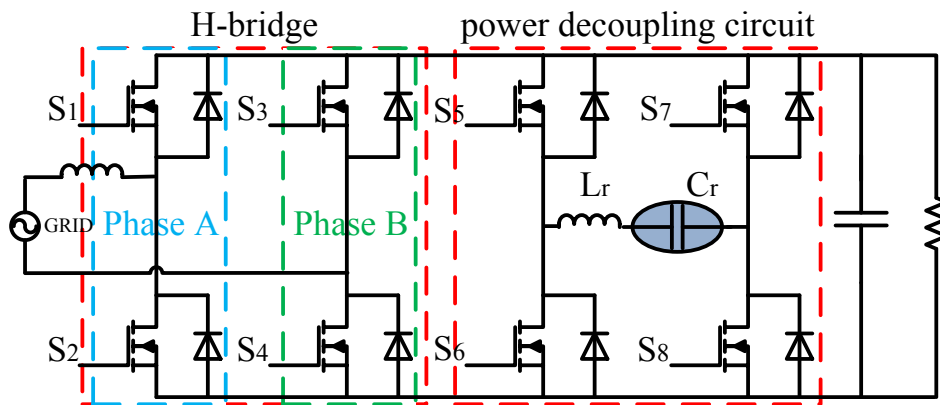 H-bridge
power decoupling circuit
S1
S3
S5
S7
Lr
Cr
GRID
Phase A
Phase B
S2
S4
S6
S8